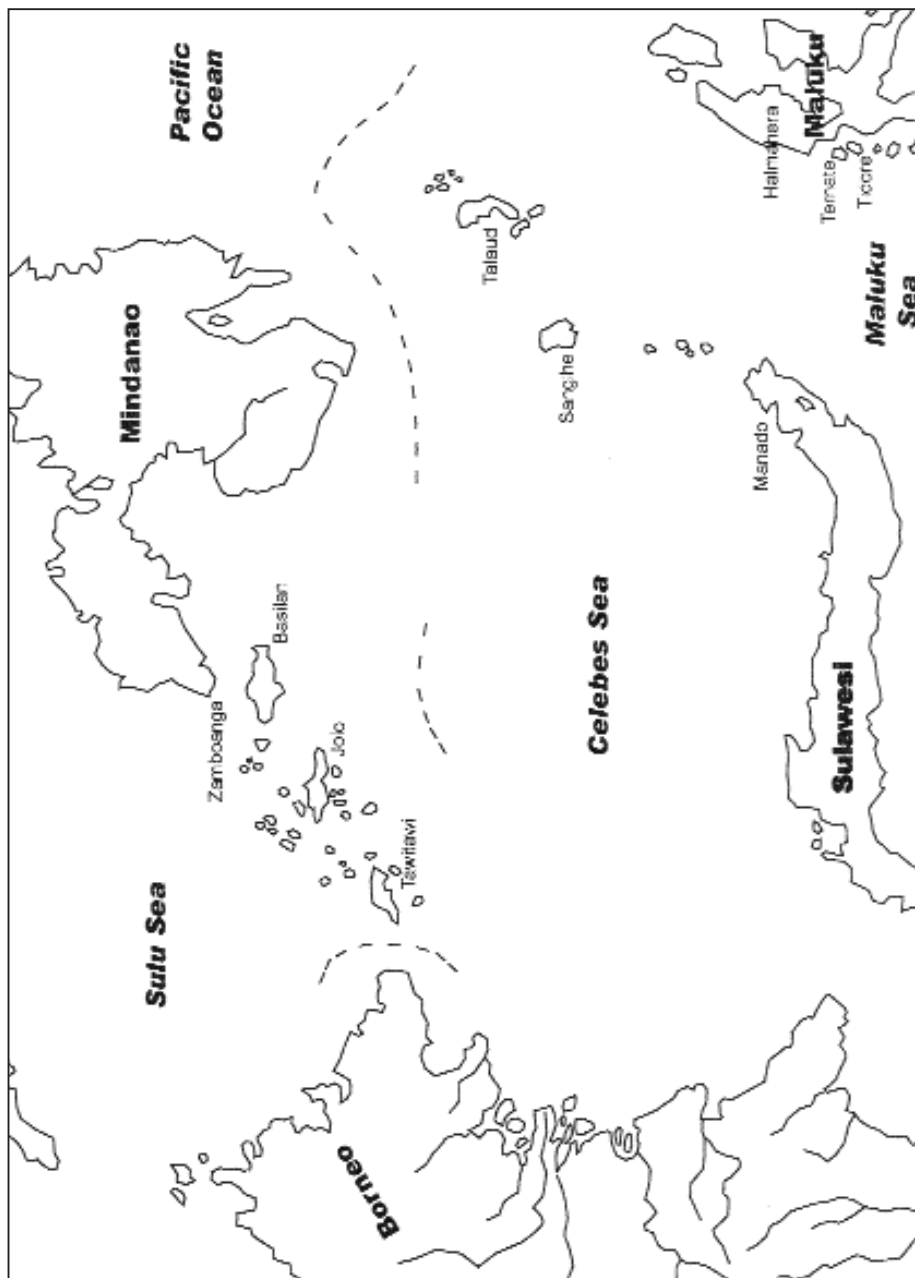 Pacific
Ocean
Sulu Sea
Mindanao
Zamboanga
Basilan
Jolo
Tawitawi
Borneo
Talaud
Sangihe
Celebes Sea
Halmahera
Maluku
Ternate
Tidore
Maluku
Sea
Manado
Sulawesi